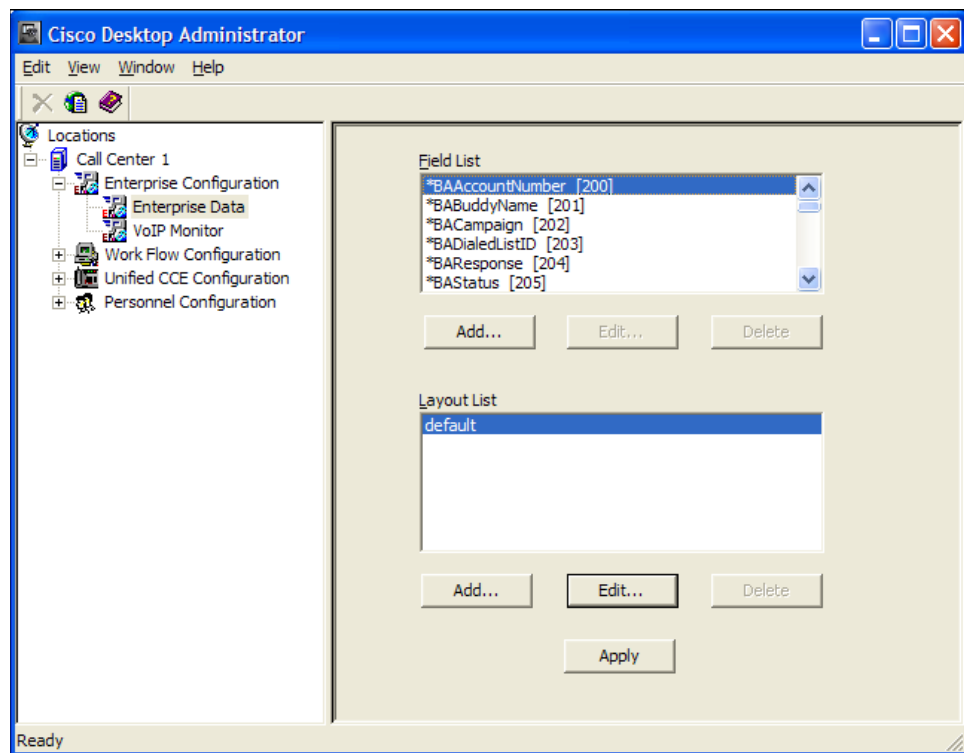 Cisco Desktop Administrator
Edit View Window Help
Locations
Call Center 1
Enterprise Configuration
Enterprise Data
VoIP Monitor
Work Flow Configuration
Unified CCE Configuration
Personnel Configuration
Field List
*BAAccountNumber [200]
*BABuddyName [201]
*BACampaign [202]
*BADialedListID [203]
*BAResponse [204]
*BAStatus [205]
Add... Edit... Delete
Layout List
default
Add... Edit... Delete
Apply
Ready